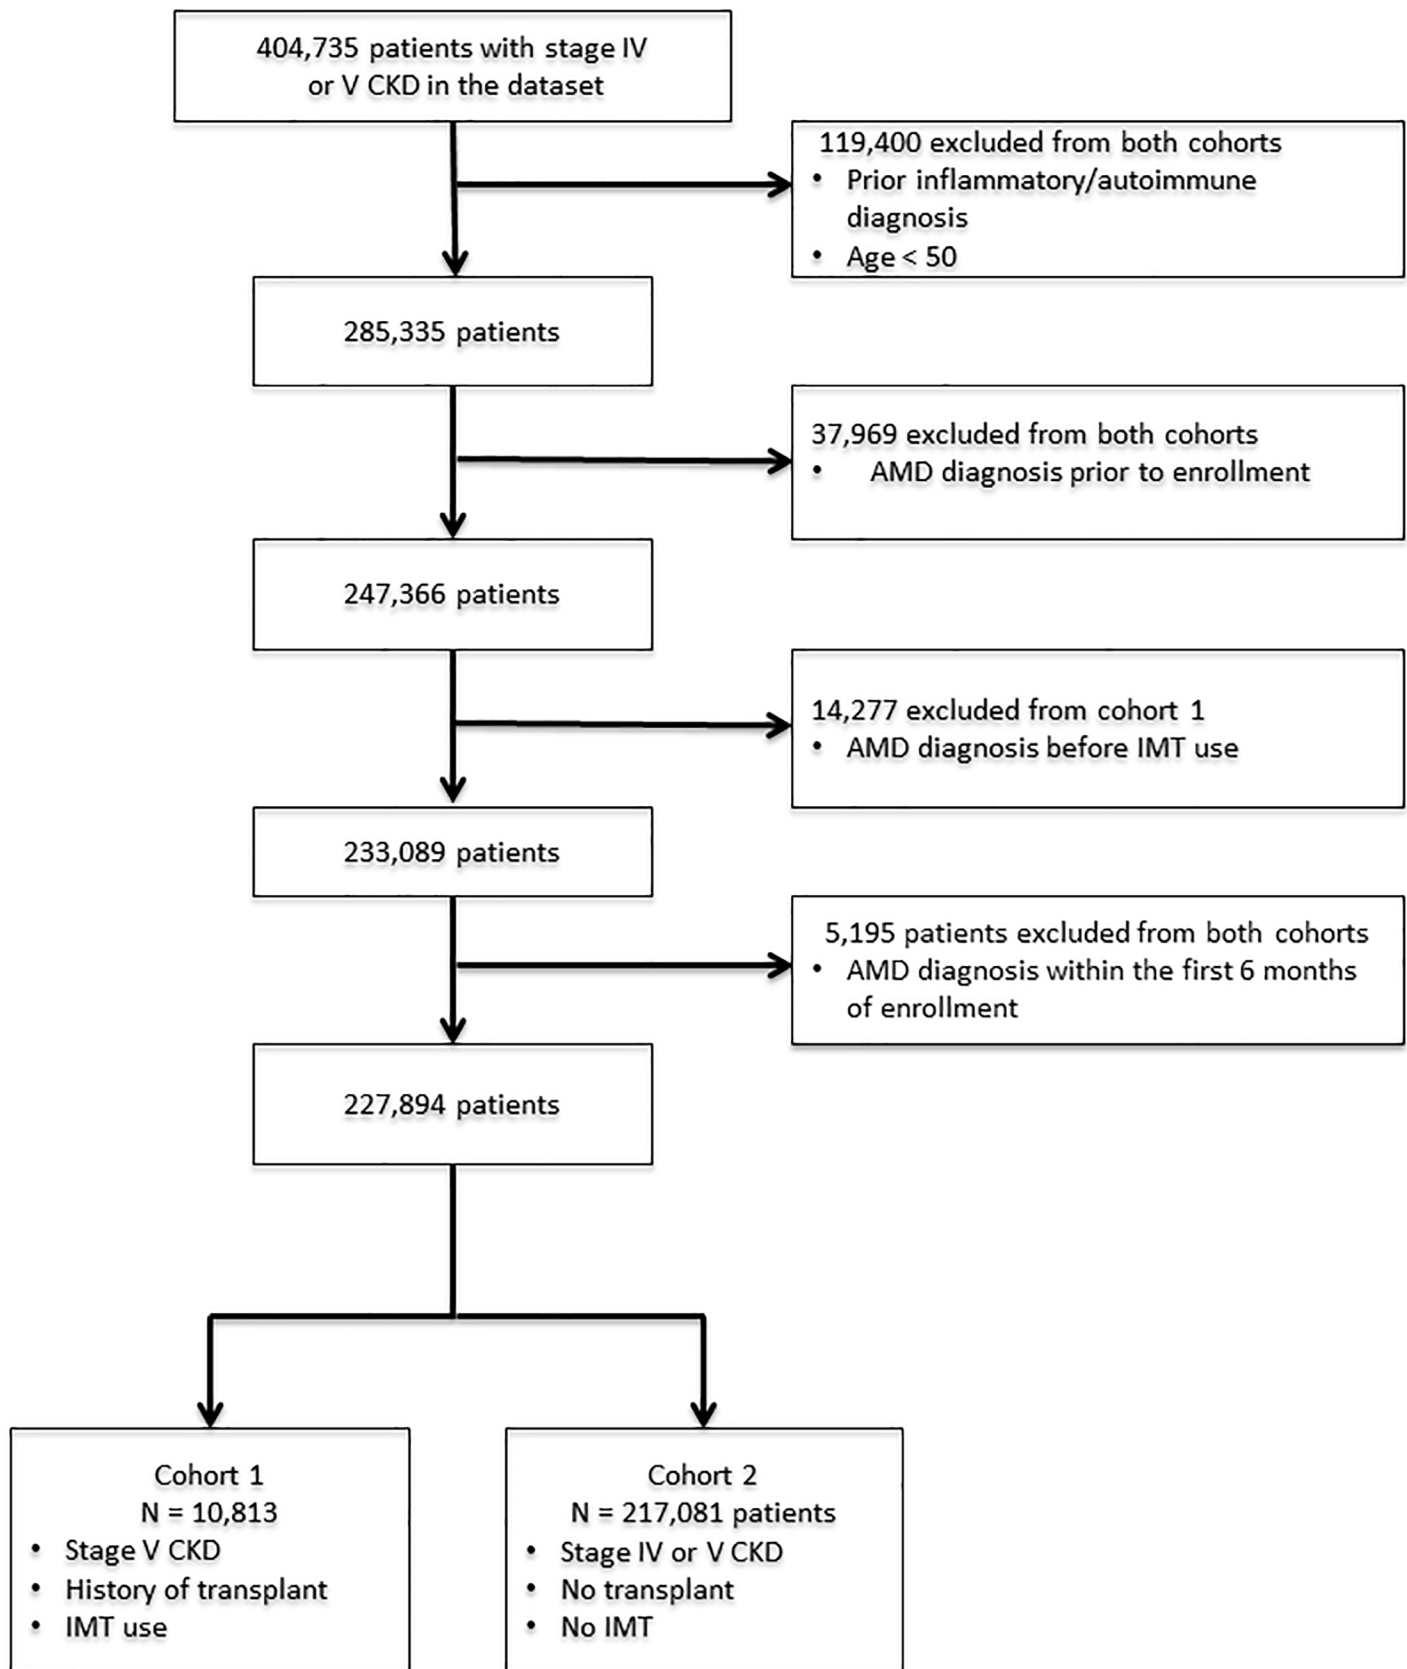 404,735 patients with stage IV
or V CKD in the dataset
119,400 excluded from both cohorts
• Prior inflammatory/autoimmune
diagnosis
• Age < 50
285,335 patients
37,969 excluded from both cohorts
• AMD diagnosis prior to enrollment
247,366 patients
14,277 excluded from cohort 1
• AMD diagnosis before IMT use
233,089 patients
5,195 patients excluded from both cohorts
• AMD diagnosis within the first 6 months
of enrollment
227,894 patients
Cohort 1
N = 10,813
• Stage V CKD
• History of transplant
• IMT use
Cohort 2
N = 217,081 patients
• Stage IV or V CKD
• No transplant
• No IMT